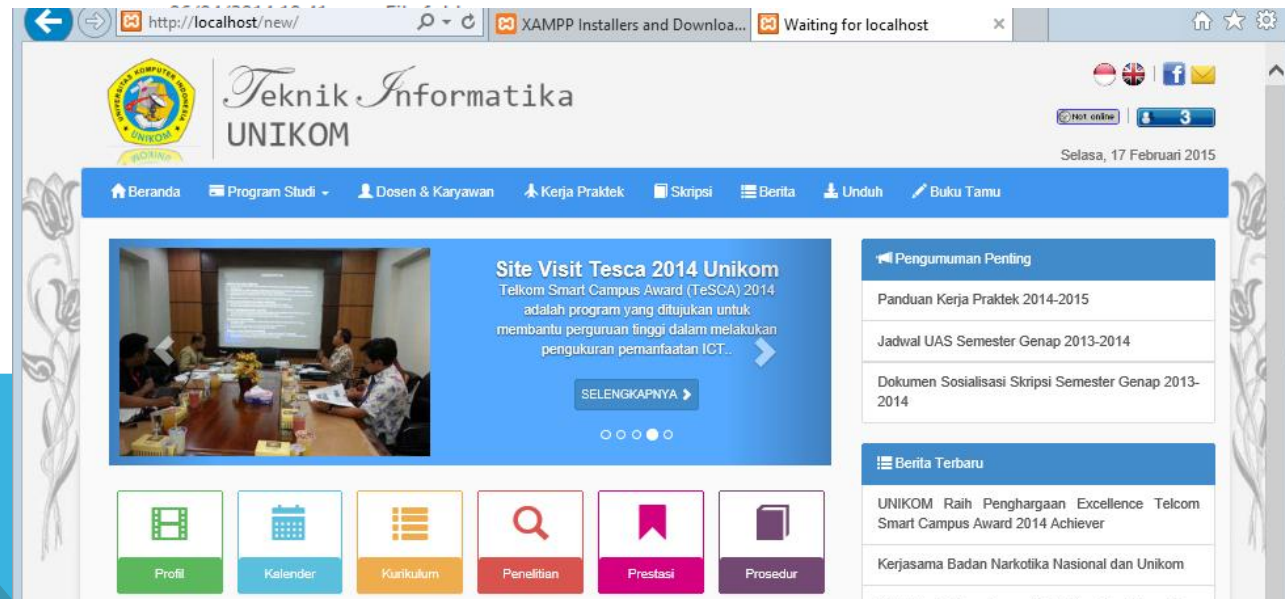 http://localhost/new/
XAMPP Installers and Downloa...
Waiting for localhost
UNIVERSITAS KOMPUTER INDONESIA
UNIKOM
Teknik Informatika
UNIKOM
Not online
3
Selasa, 17 Februari 2015
Beranda
Program Studi
Dosen & Karyawan
Kerja Praktek
Skripsi
Berita
Unduh
Buku Tamu
Site Visit Tesca 2014 Unikom
Telkom Smart Campus Award (TeSCA) 2014
adalah program yang ditujukan untuk
membantu perguruan tinggi dalam melakukan
pengukuran pemanfaatan ICT..
SELENGKAPNYA
Pengumuman Penting
Panduan Kerja Praktek 2014-2015
Jadwal UAS Semester Genap 2013-2014
Dokumen Sosialisasi Skripsi Semester Genap 2013-
2014
Berita Terbaru
UNIKOM Raih Penghargaan Excellence Telcom
Smart Campus Award 2014 Achiever
Kerjasama Badan Narkotika Nasional dan Unikom
Profil
Kalender
Kurikulum
Penelitian
Prestasi
Prosedur